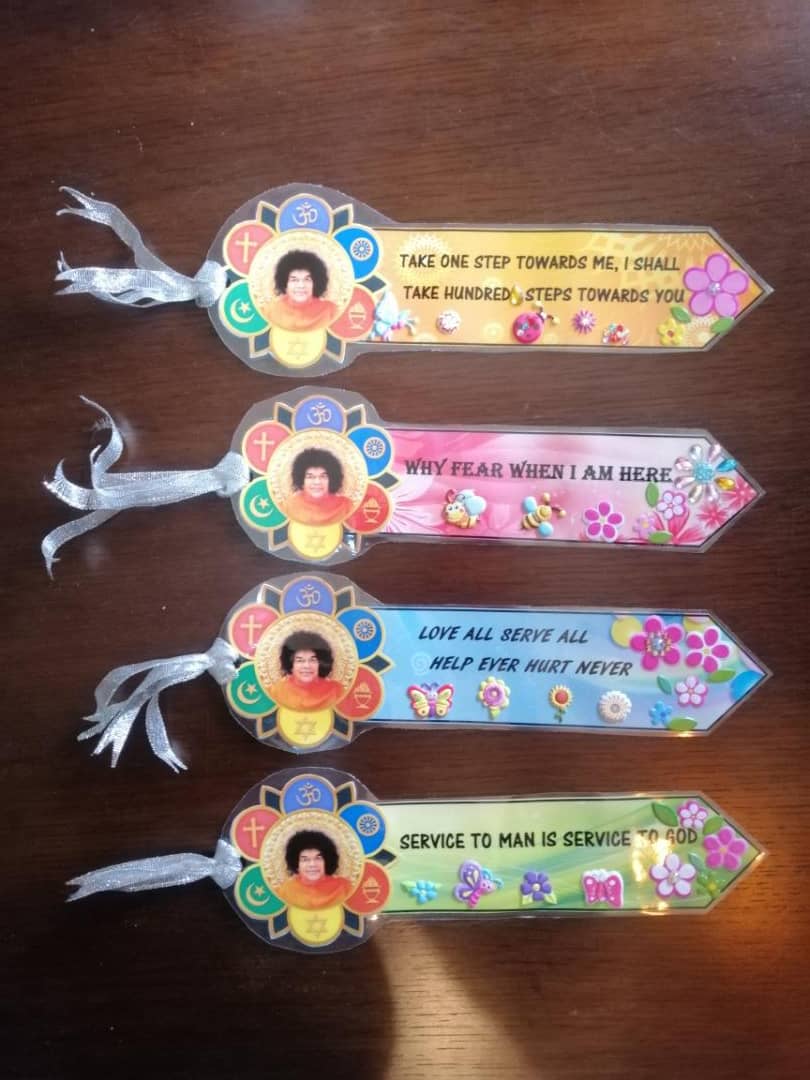 TAKE ONE STEP TOWARDS ME, I SHALL
TAKE HUNDRED STEPS TOWARDS YOU
WHY FEAR WHEN I AM HERE
LOVE ALL SERVE ALL
HELP EVER HURT NEVER
SERVICE TO MAN IS SERVICE TO GOD